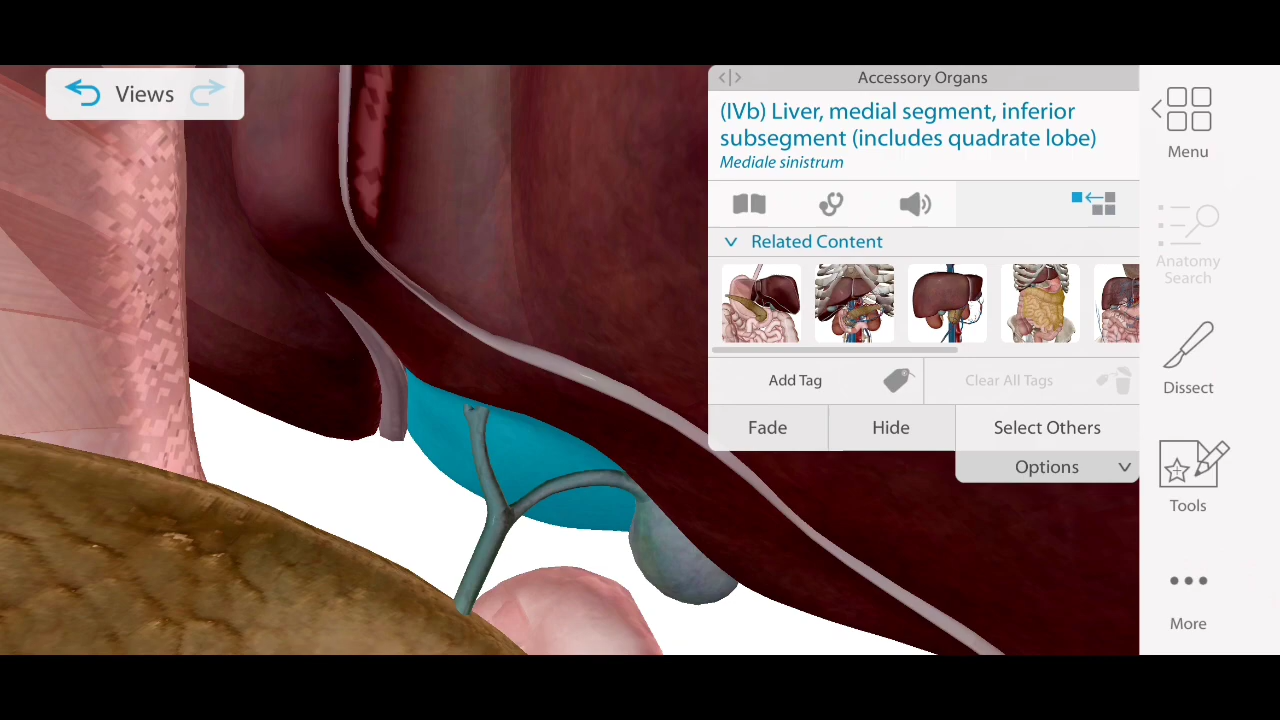 Views
Accessory Organs
(IVb) Liver, medial segment, inferior
subsegment (includes quadrate lobe)
Mediale sinistrum
Related Content
Add Tag
Clear All Tags
Fade
Hide
Select Others
Options
Menu
Anatomy
Search
Dissect
Tools
More